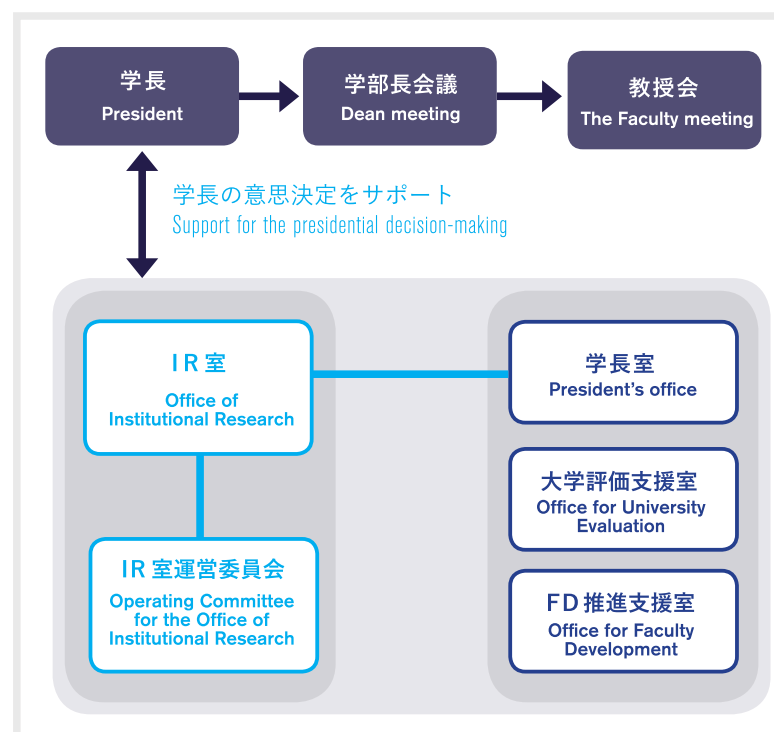 学長
President
学部長会議
Dean meeting
教授会
The Faculty meeting
学長の意思決定をサポート
Support for the presidential decision-making
IR室
Office of
Institutional Research
学長室
President's office
大学評価支援室
Office for University
Evaluation
IR室運営委員会
Operating Committee
for the Office of
Institutional Research
FD推進支援室
Office for Faculty
Development